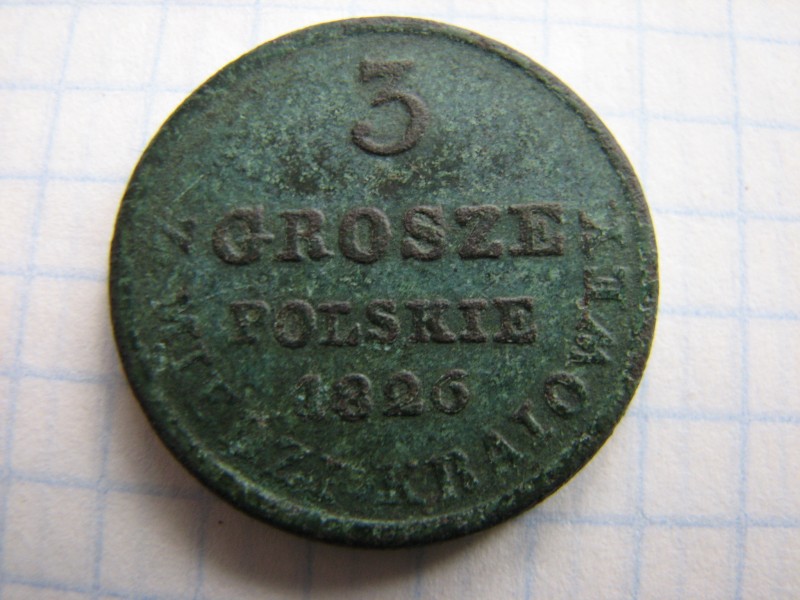 3
GROSZE
POLSKIE
1826
Z MIEDZI KRAIOWEY